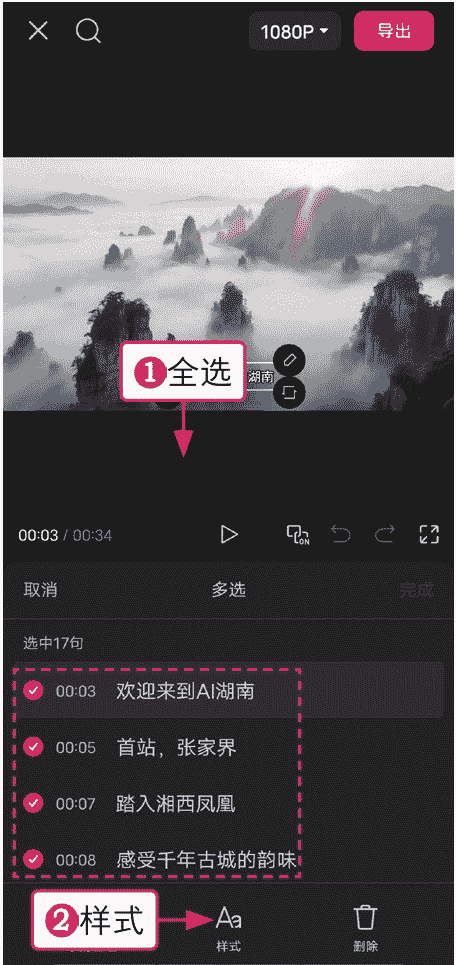 1080P 导出
❶全选
湖南
00:03 / 00:34
ON
取消 多选 完成
选中17句
00:03 欢迎来到AI湖南
00:05 首站，张家界
00:07 踏入湘西凤凰
00:08 感受千年古城的韵味
❷样式
Aa
样式 删除